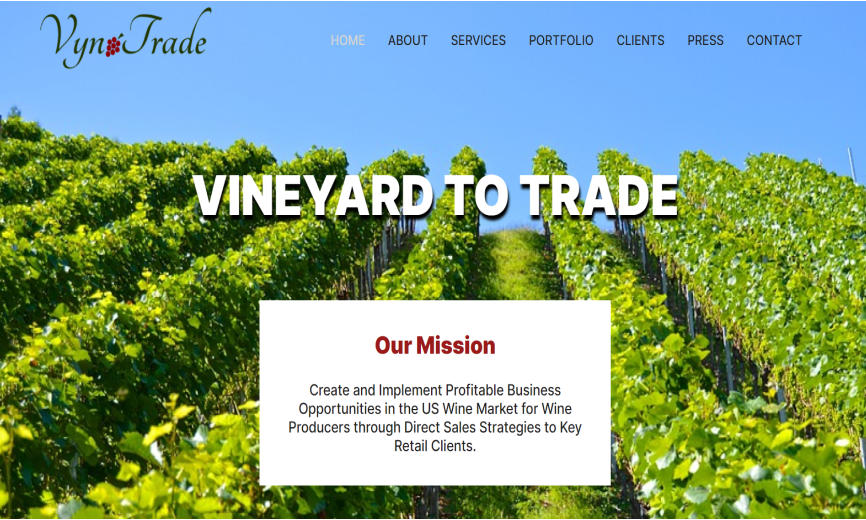 VynoTrade
HOME ABOUT SERVICES PORTFOLIO CLIENTS PRESS CONTACT
VINEYARD TO TRADE
Our Mission
Create and Implement Profitable Business
Opportunities in the US Wine Market for Wine
Producers through Direct Sales Strategies to Key
Retail Clients.